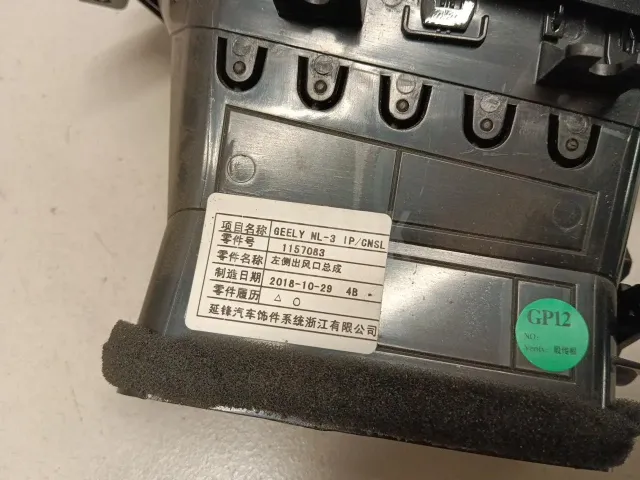 项目名称 GEELY NL-3 IP/CNSL
零件号 1157063
零件名称 左侧出风口总成
制造日期 2018-10-29 4B -
零件履历 △ ○
延锋汽车饰件系统浙江有限公司
GP12
NO: